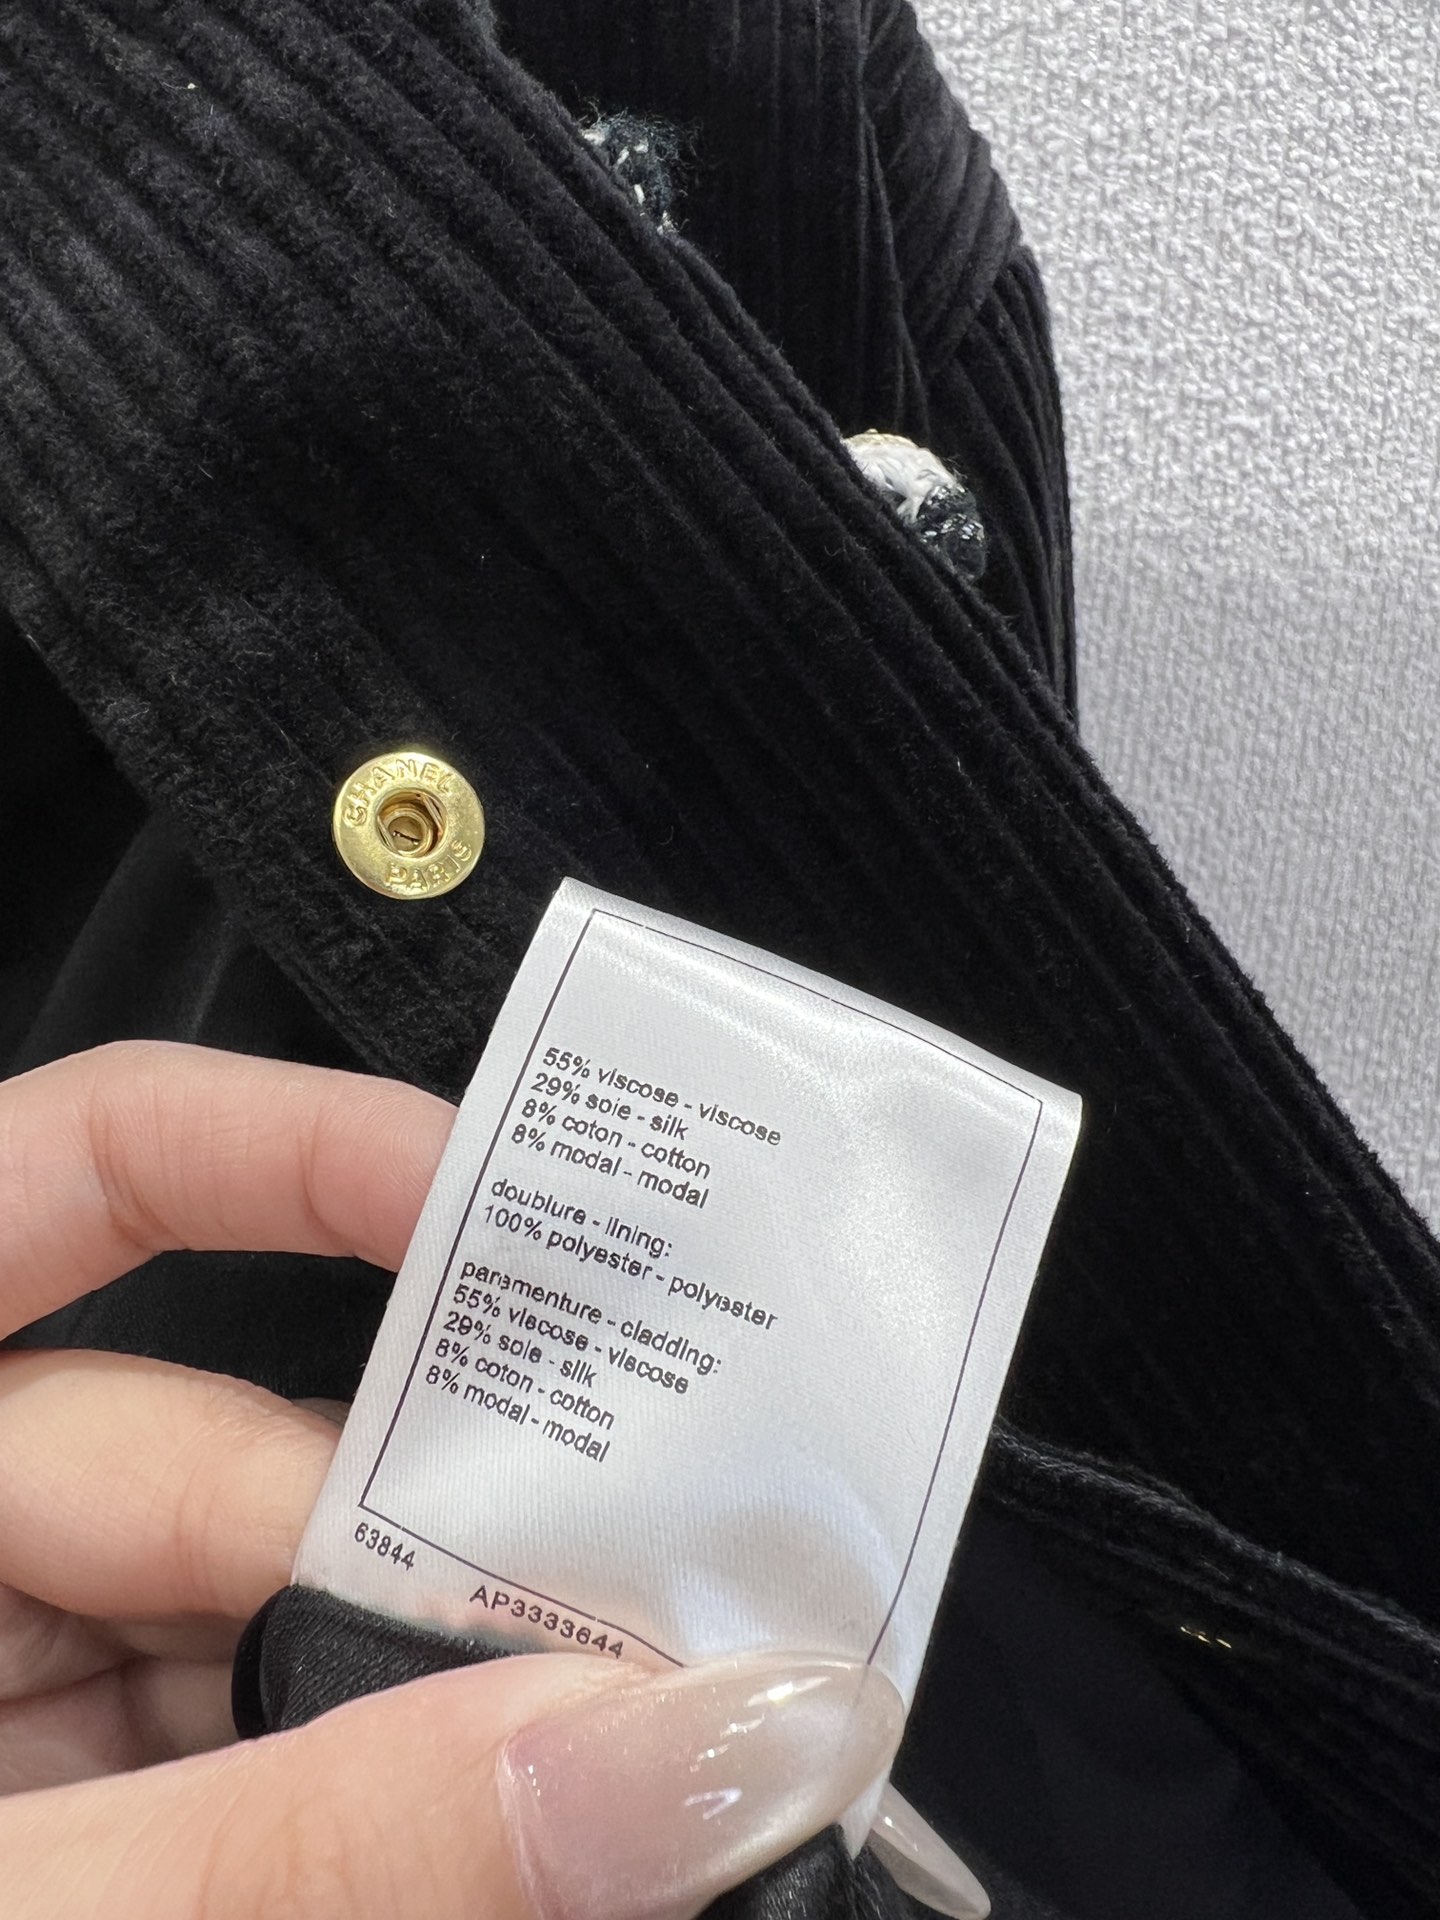 CHANEL
PARIS
55% viscose - viscose
29% soie - silk
8% coton - cotton
8% modal - modal
doublure - lining:
100% polyester - polyester
parementure - cladding:
55% viscose - viscose
29% soie - silk
8% coton - cotton
8% modal - modal
63844
AP3333644